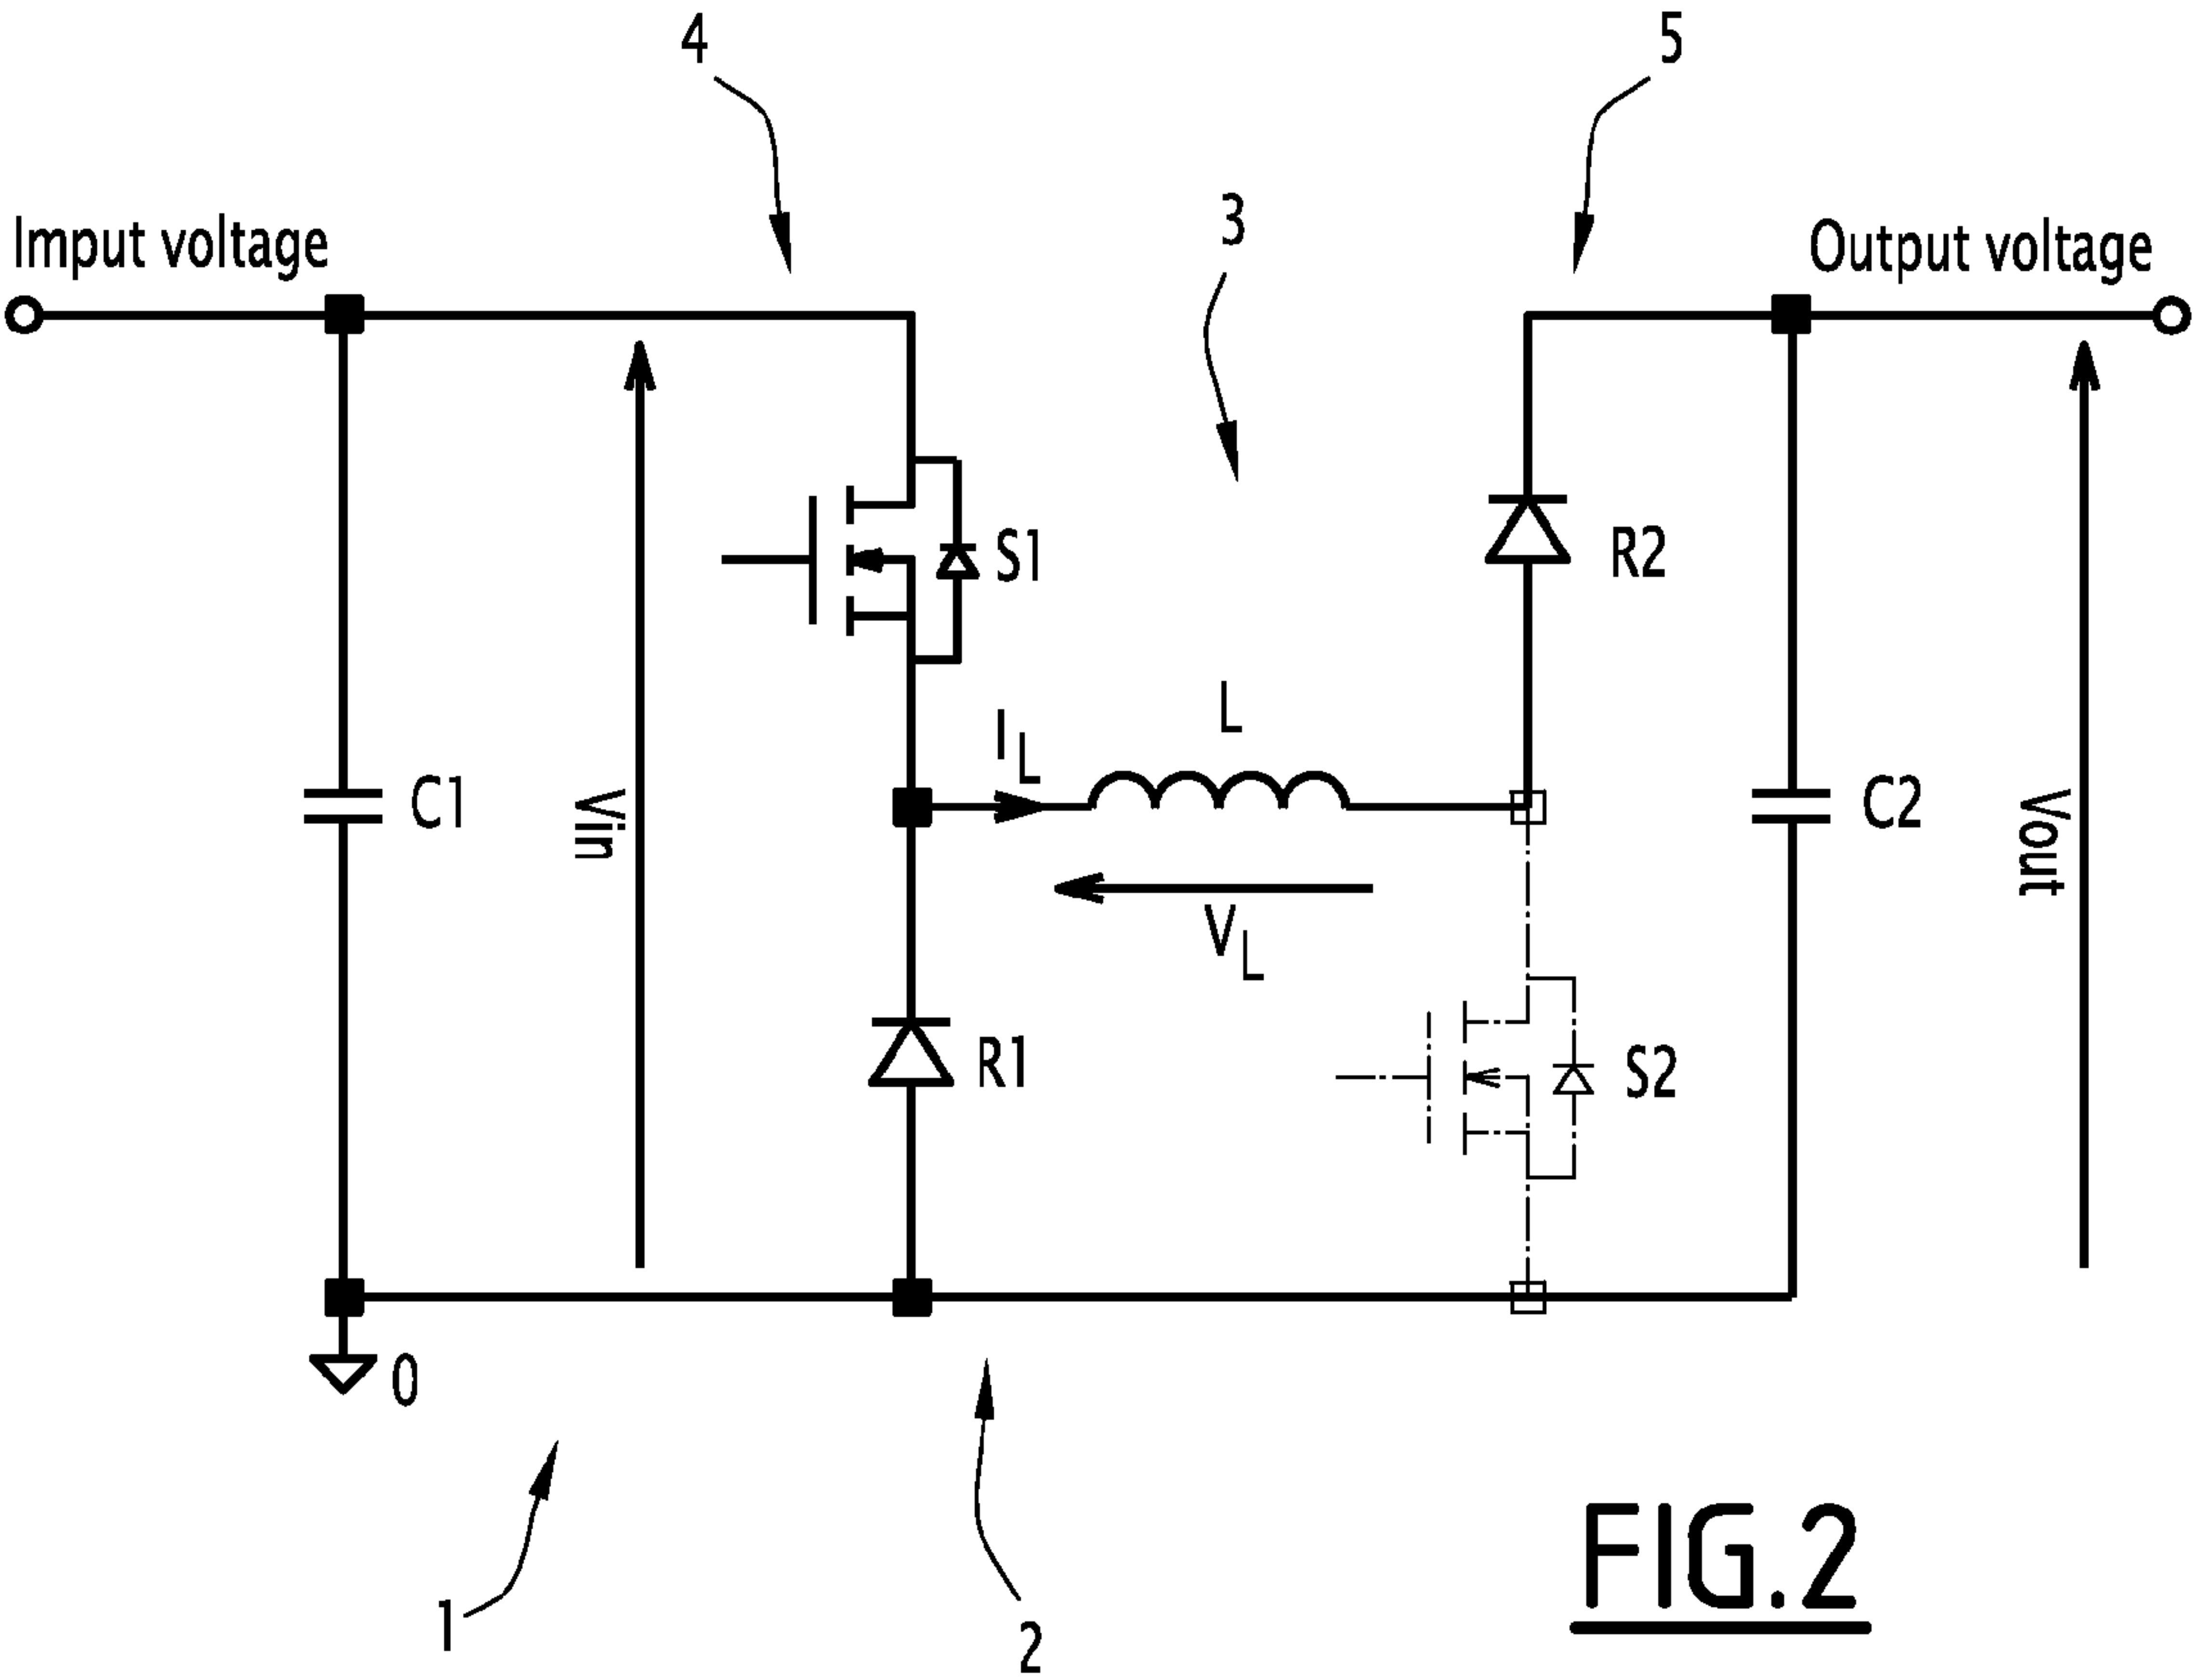 4
5
3
Imput voltage
Output voltage
S1
R2
L
IL
C1
Vin
C2
Vout
VL
R1
S2
0
1
2
FIG.2